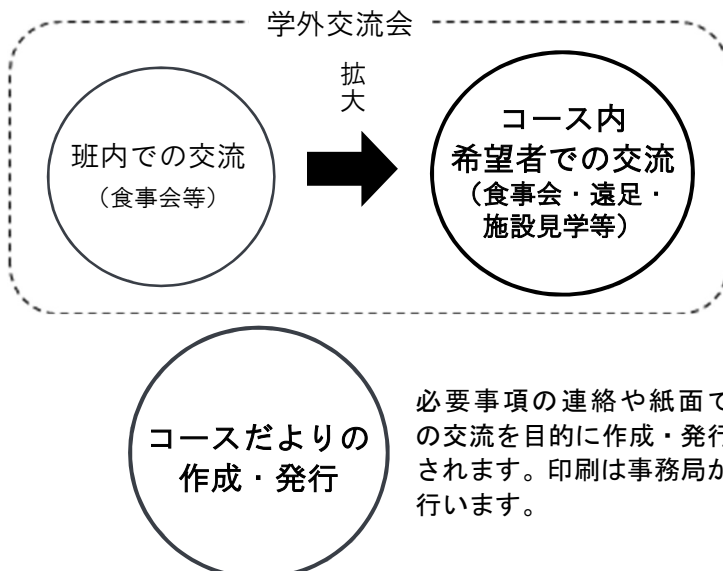 学外交流会
班内での交流
（食事会等）
拡大
コース内
希望者での交流
（食事会・遠足・
施設見学等）
コースだよりの
作成・発行
必要事項の連絡や紙面で
の交流を目的に作成・発行
されます。印刷は事務局が
行います。